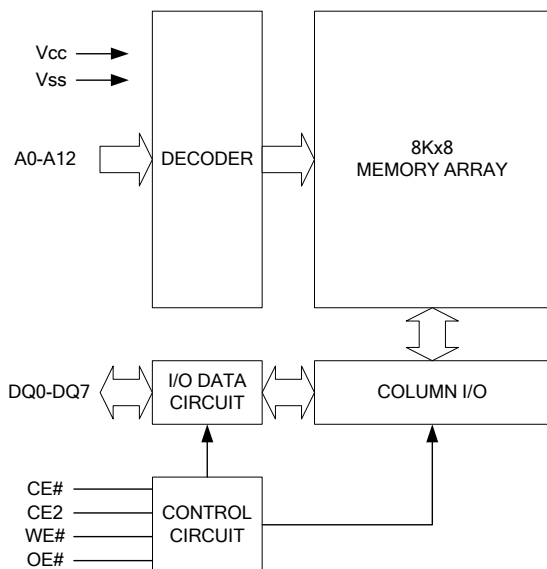 Vcc
Vss
A0-A12
DECODER
8Kx8
MEMORY ARRAY
DQ0-DQ7
I/O DATA
CIRCUIT
COLUMN I/O
CE#
CE2
WE#
OE#
CONTROL
CIRCUIT